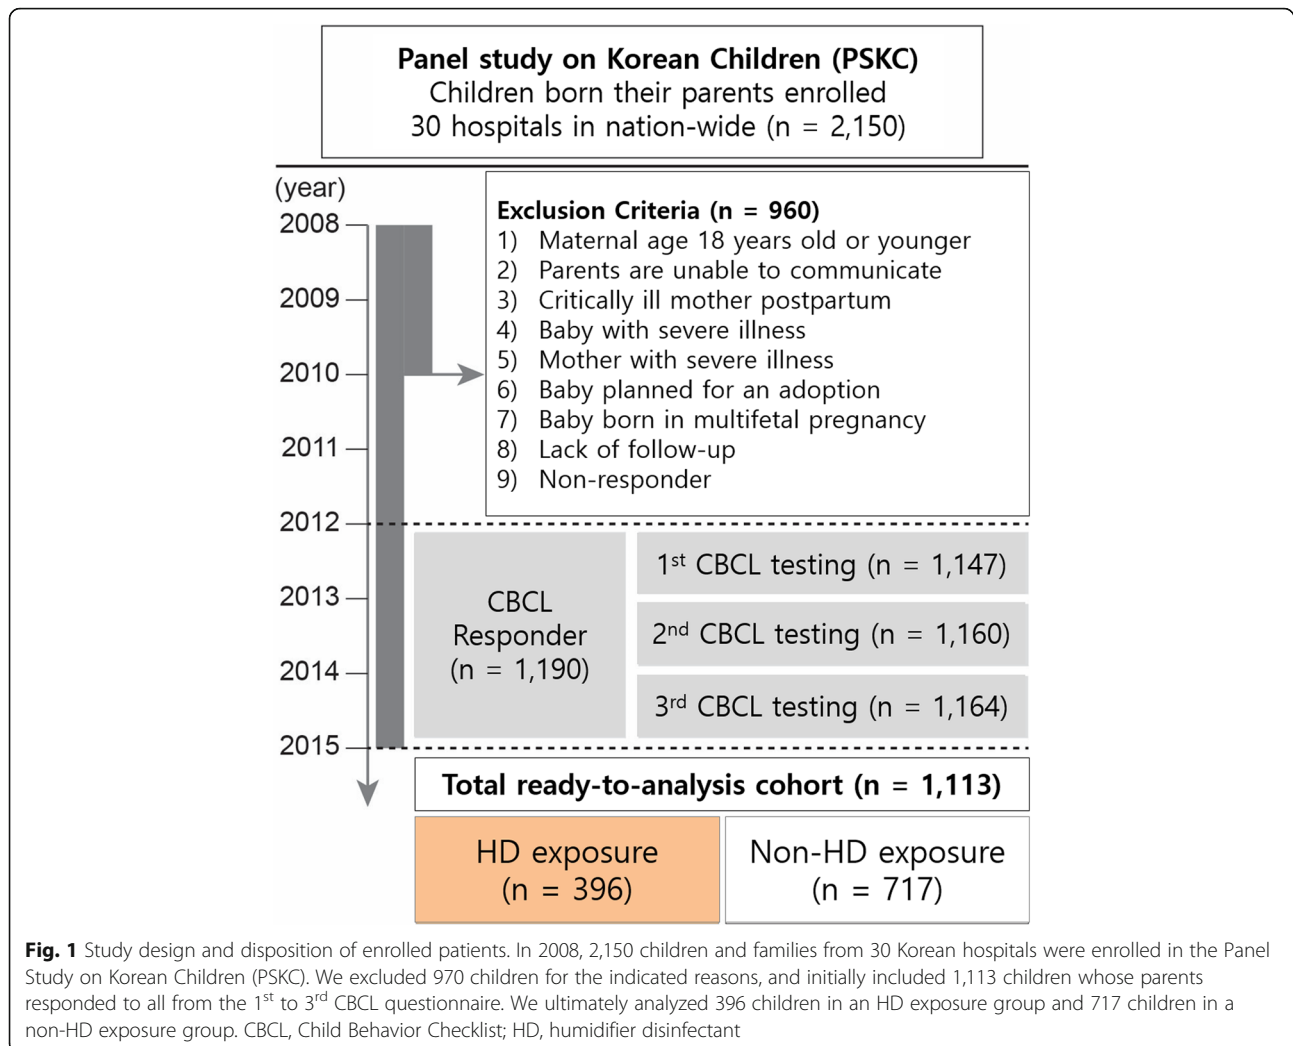 Panel study on Korean Children (PSKC)
Children born their parents enrolled
30 hospitals in nation-wide (n = 2,150)
(year)
2008
2009
2010
2011
2012
2013
2014
2015
Exclusion Criteria (n = 960)
1) Maternal age 18 years old or younger
2) Parents are unable to communicate
3) Critically ill mother postpartum
4) Baby with severe illness
5) Mother with severe illness
6) Baby planned for an adoption
7) Baby born in multifetal pregnancy
8) Lack of follow-up
9) Non-responder
CBCL
Responder
(n = 1,190)
1st CBCL testing (n = 1,147)
2nd CBCL testing (n = 1,160)
3rd CBCL testing (n = 1,164)
Total ready-to-analysis cohort (n = 1,113)
HD exposure
(n = 396)
Non-HD exposure
(n = 717)
Fig. 1 Study design and disposition of enrolled patients. In 2008, 2,150 children and families from 30 Korean hospitals were enrolled in the Panel
Study on Korean Children (PSKC). We excluded 970 children for the indicated reasons, and initially included 1,113 children whose parents
responded to all from the 1st to 3rd CBCL questionnaire. We ultimately analyzed 396 children in an HD exposure group and 717 children in a
non-HD exposure group. CBCL, Child Behavior Checklist; HD, humidifier disinfectant